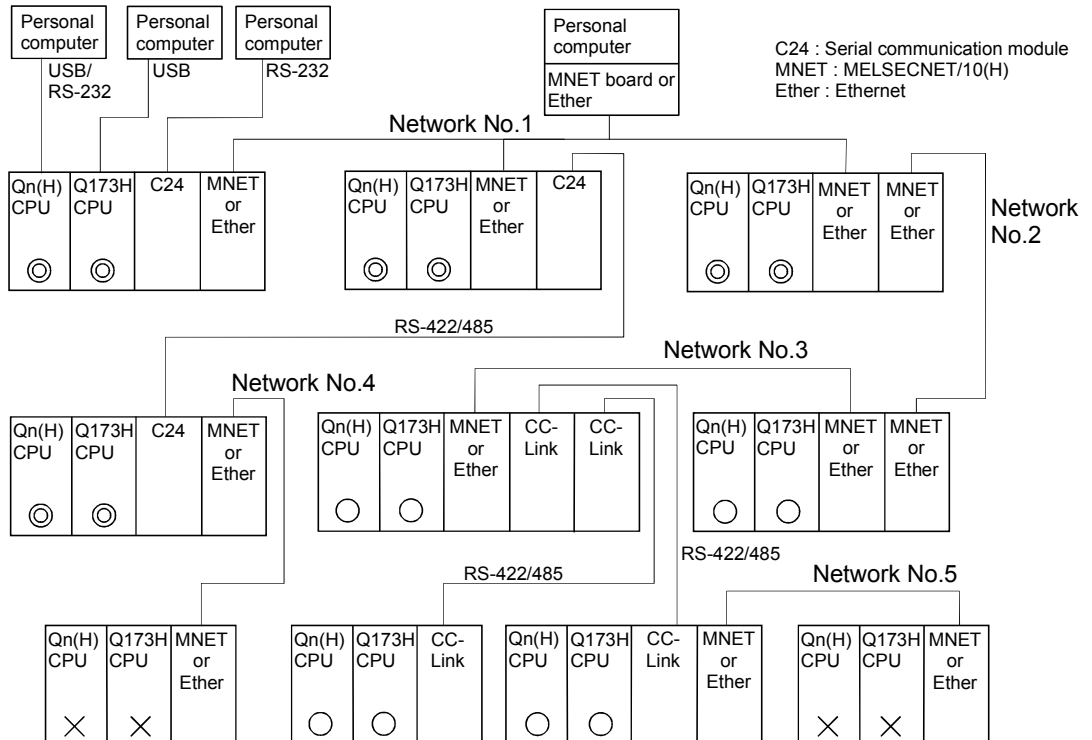 Personal
computer
Personal
computer
Personal
computer
Personal
computer
MNET board or
Ether
C24 : Serial communication module
MNET : MELSECNET/10(H)
Ether : Ethernet
USB/
RS-232
USB
RS-232
Network No.1
Qn(H)
CPU
Q173H
CPU
C24
MNET
or
Ether
Qn(H)
CPU
Q173H
CPU
MNET
or
Ether
C24
Qn(H)
CPU
Q173H
CPU
MNET
or
Ether
MNET
or
Ether
Network
No.2
RS-422/485
Network No.3
Network No.4
Qn(H)
CPU
Q173H
CPU
C24
MNET
or
Ether
Qn(H)
CPU
Q173H
CPU
MNET
or
Ether
CC-
Link
CC-
Link
Qn(H)
CPU
Q173H
CPU
MNET
or
Ether
MNET
or
Ether
RS-422/485
RS-422/485
Network No.5
Qn(H)
CPU
Q173H
CPU
MNET
or
Ether
Qn(H)
CPU
Q173H
CPU
CC-
Link
Qn(H)
CPU
Q173H
CPU
CC-
Link
MNET
or
Ether
Qn(H)
CPU
Q173H
CPU
MNET
or
Ether